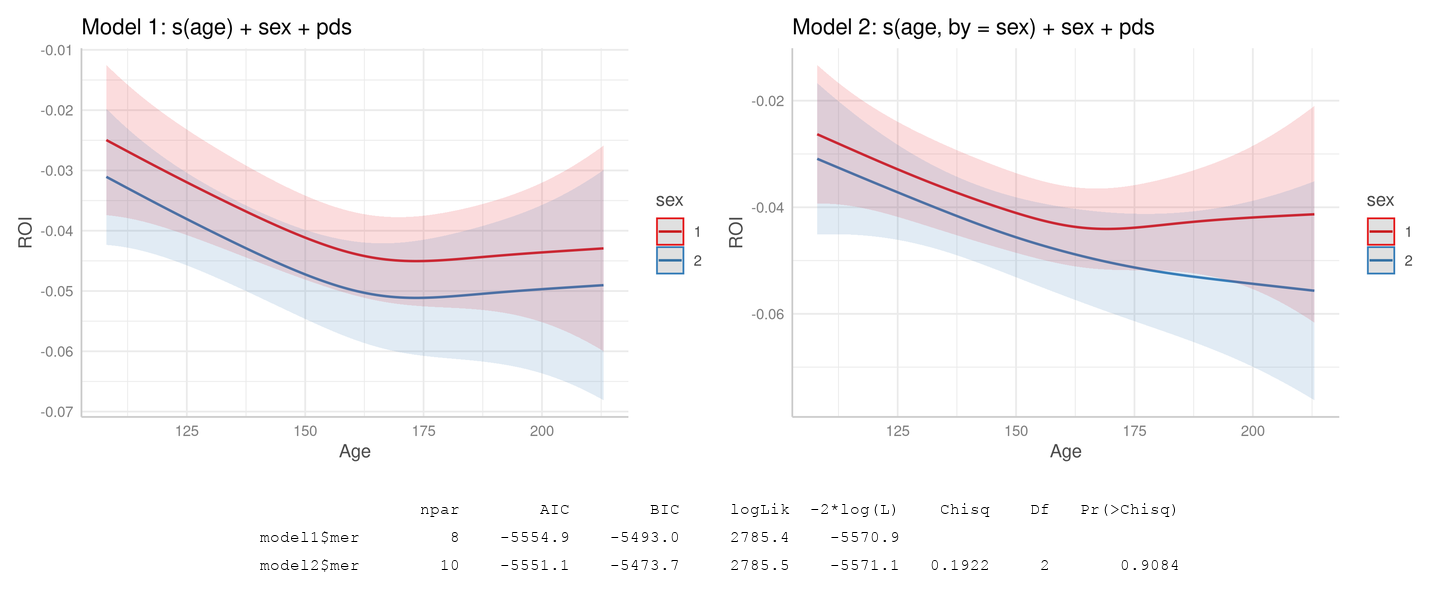 Model 1: s(age) + sex + pds
-0.01
-0.02
-0.03
-0.04
-0.05
-0.06
-0.07
ROI
125 150 175 200
Age
sex
1
2
Model 2: s(age, by = sex) + sex + pds
-0.02
-0.04
-0.06
ROI
125 150 175 200
Age
sex
1
2
npar AIC BIC logLik -2*log(L) Chisq Df Pr(>Chisq)
model1$mer 8 -5554.9 -5493.0 2785.4 -5570.9
model2$mer 10 -5551.1 -5473.7 2785.5 -5571.1 0.1922 2 0.9084